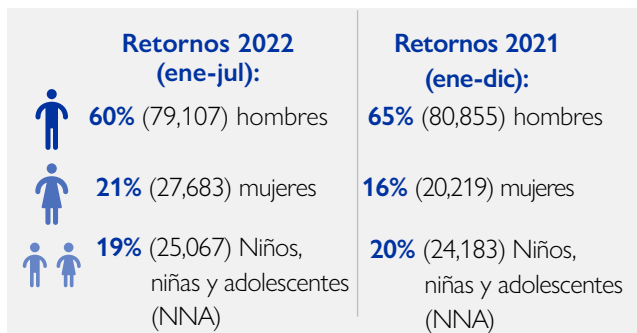 Retornos 2022
(ene-jul):
60% (79,107) hombres
21% (27,683) mujeres
19% (25,067) Niños,
niñas y adolescentes
(NNA)
Retornos 2021
(ene-dic):
65% (80,855) hombres
16% (20,219) mujeres
20% (24,183) Niños,
niñas y adolescentes
(NNA)